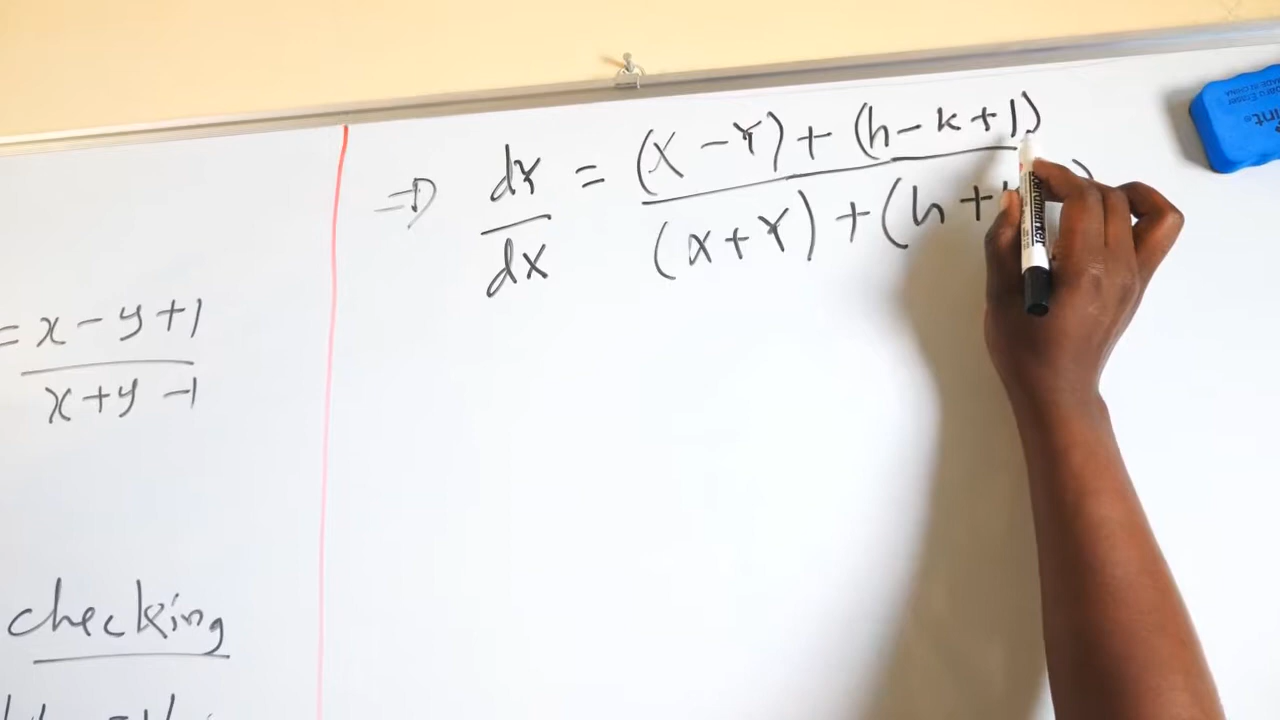 = x - y + 1
x + y - 1
checking
=> dY = (X - Y) + (h - k + 1)
dX (X + Y) + (h +